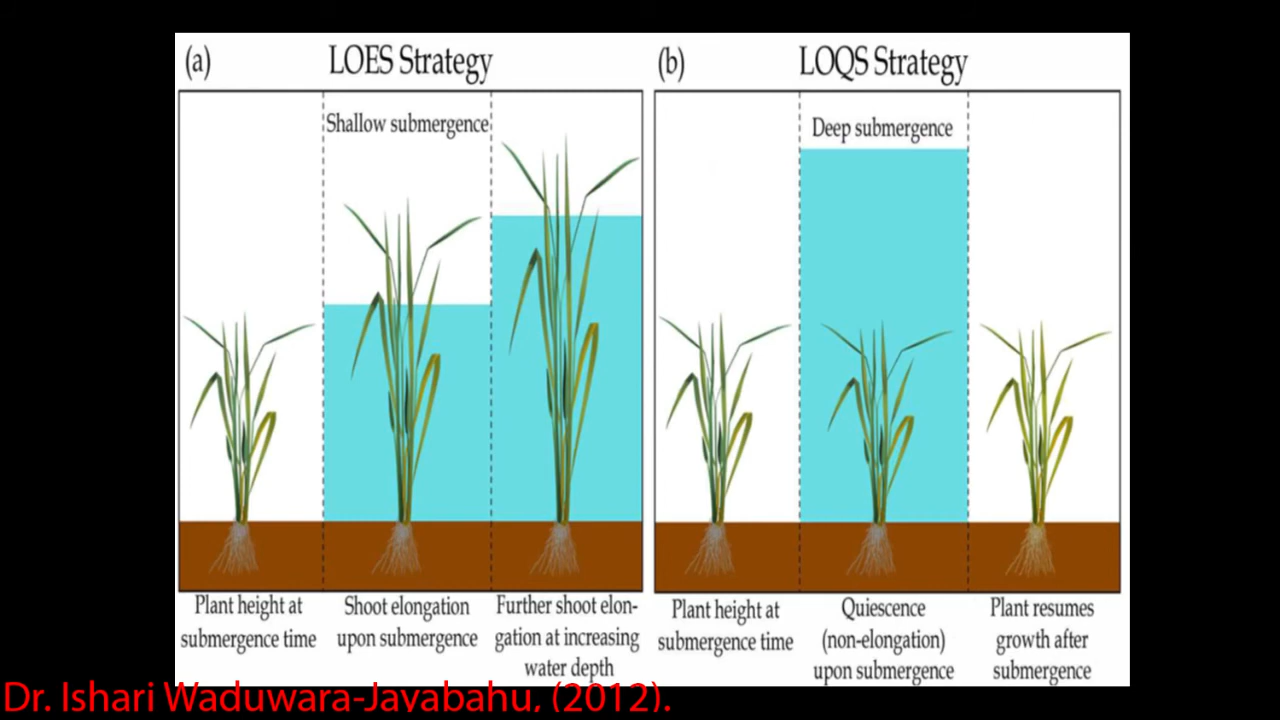 (a) LOES Strategy
Shallow submergence
Plant height at
submergence time
Shoot elongation
upon submergence
Further shoot elon-
gation at increasing
water depth
(b) LOQS Strategy
Deep submergence
Plant height at
submergence time
Quiescence
(non-elongation)
upon submergence
Plant resumes
growth after
submergence
Dr. Ishari Waduwara-Jayabahu, (2012).